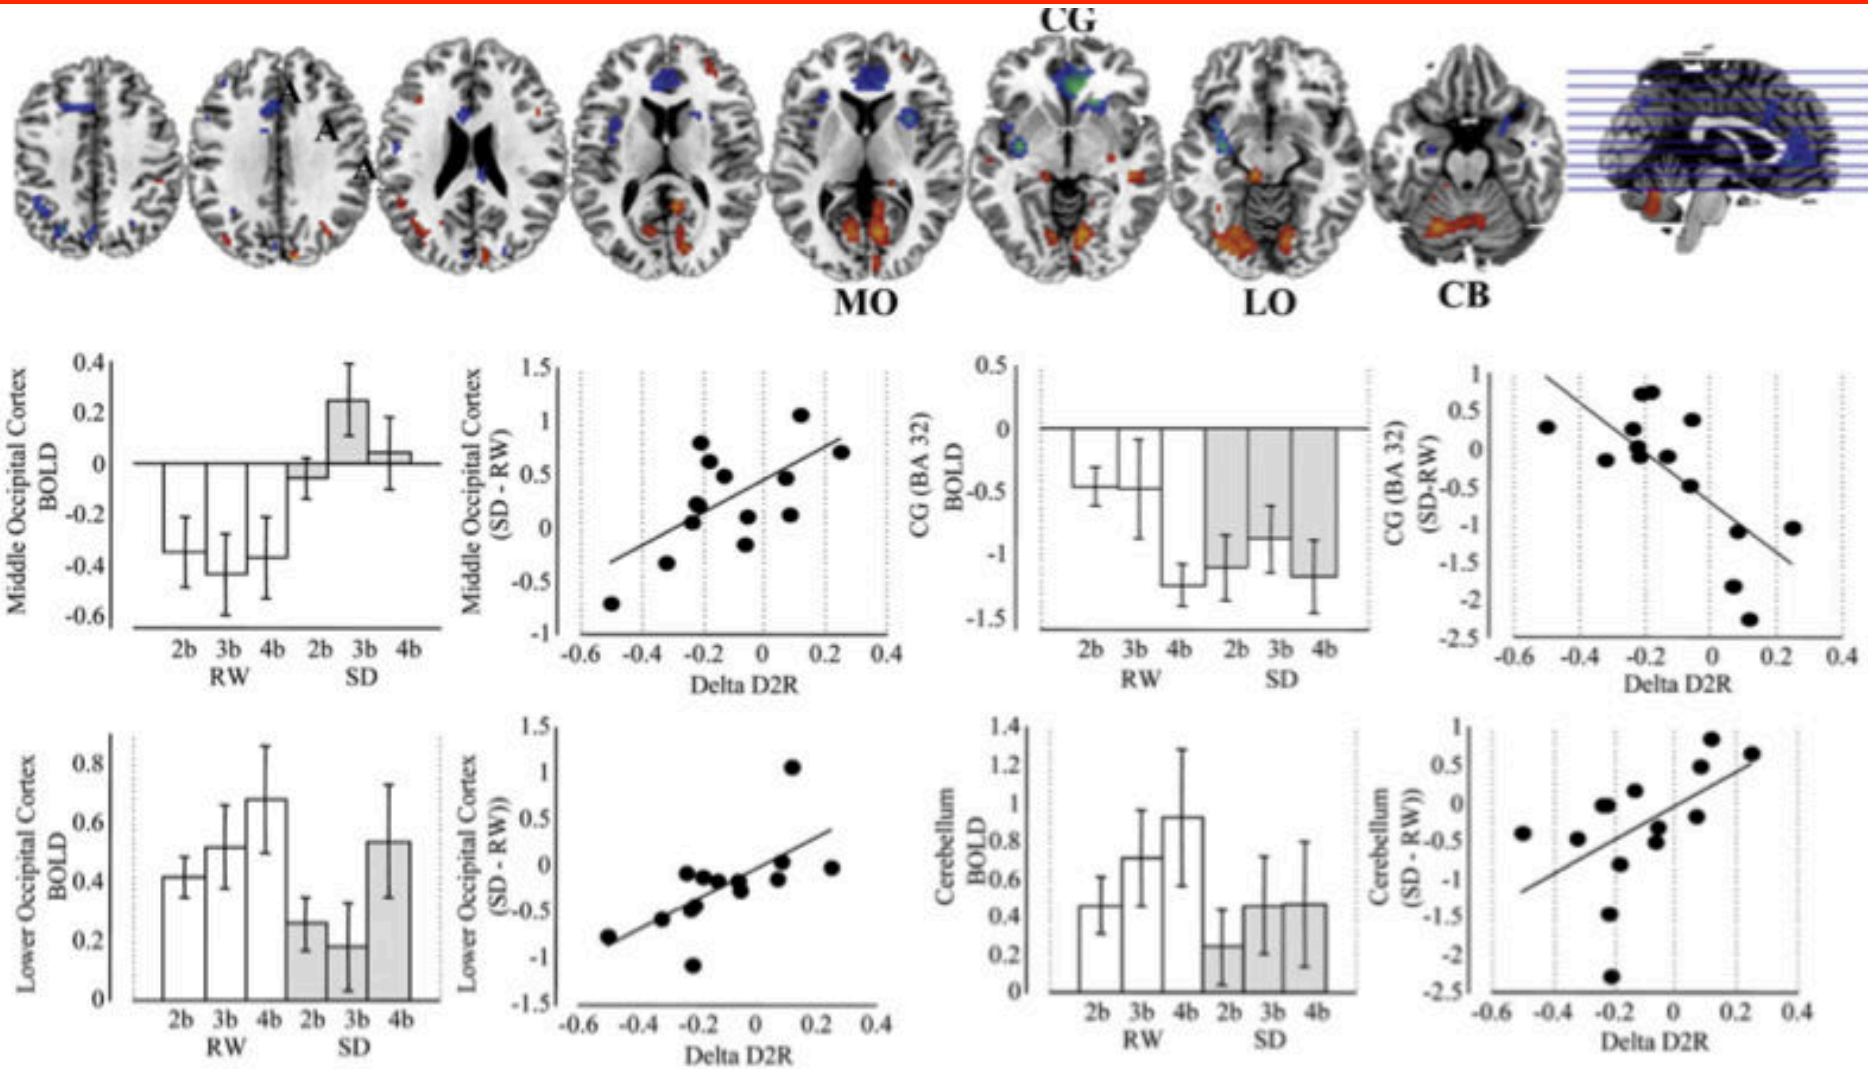 CG
A
A
A
MO
LO
CB
Middle Occipital Cortex
BOLD
0.4
0.2
0
-0.2
-0.4
-0.6
2b 3b 4b 2b 3b 4b
RW SD
Middle Occipital Cortex
(SD - RW)
1.5
1
0.5
0
-0.5
-1
-0.6 -0.4 -0.2 0 0.2 0.4
Delta D2R
CG (BA 32)
BOLD
0.5
0
-0.5
-1
-1.5
2b 3b 4b 2b 3b 4b
RW SD
CG (BA 32)
(SD-RW)
1
0.5
0
-0.5
-1
-1.5
-2
-2.5
-0.6 -0.4 -0.2 0 0.2 0.4
Delta D2R
Lower Occipital Cortex
BOLD
0.8
0.6
0.4
0.2
0
2b 3b 4b 2b 3b 4b
RW SD
Lower Occipital Cortex
(SD - RW))
1.5
1
0.5
0
-0.5
-1
-1.5
-0.6 -0.4 -0.2 0 0.2 0.4
Delta D2R
Cerebellum
BOLD
1.4
1.2
1
0.8
0.6
0.4
0.2
0
2b 3b 4b 2b 3b 4b
RW SD
Cerebellum
(SD - RW))
1
0.5
0
-0.5
-1
-1.5
-2
-2.5
-0.6 -0.4 -0.2 0 0.2 0.4
Delta D2R